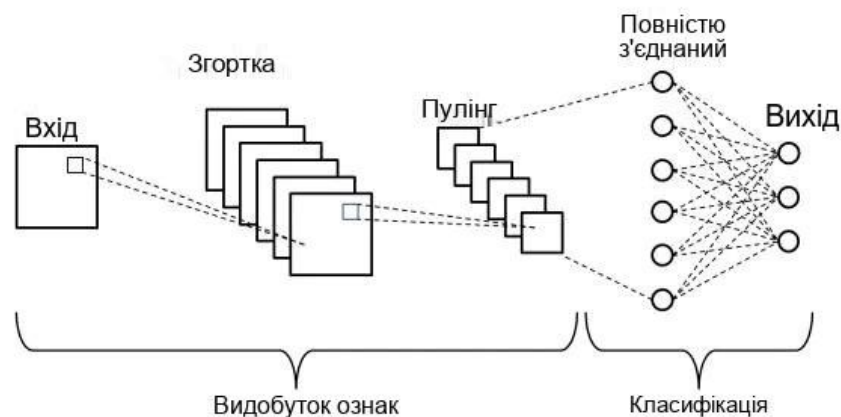 Повністю
з'єднаний
Згортка
Пулінг
Вхід
Вихід
Видобуток ознак
Класифікація